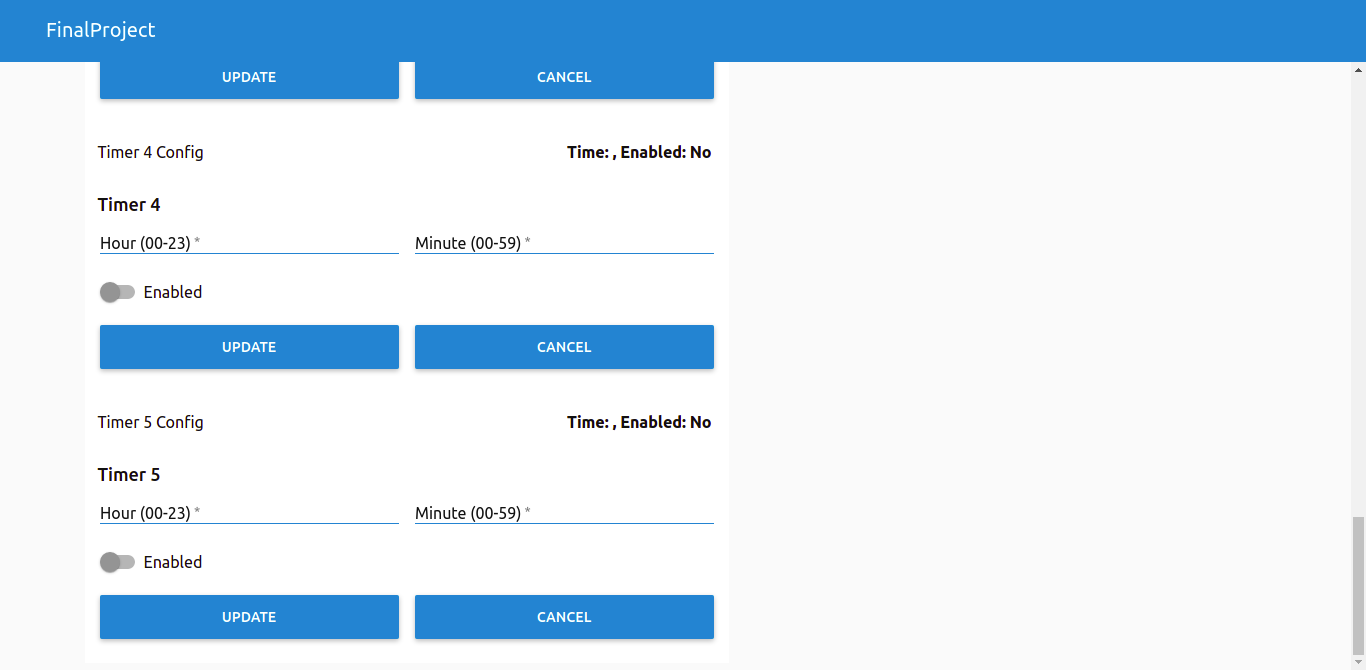 FinalProject
UPDATE CANCEL
Timer 4 Config Time: , Enabled: No
Timer 4
Hour (00-23) * Minute (00-59) *
Enabled
UPDATE CANCEL
Timer 5 Config Time: , Enabled: No
Timer 5
Hour (00-23) * Minute (00-59) *
Enabled
UPDATE CANCEL